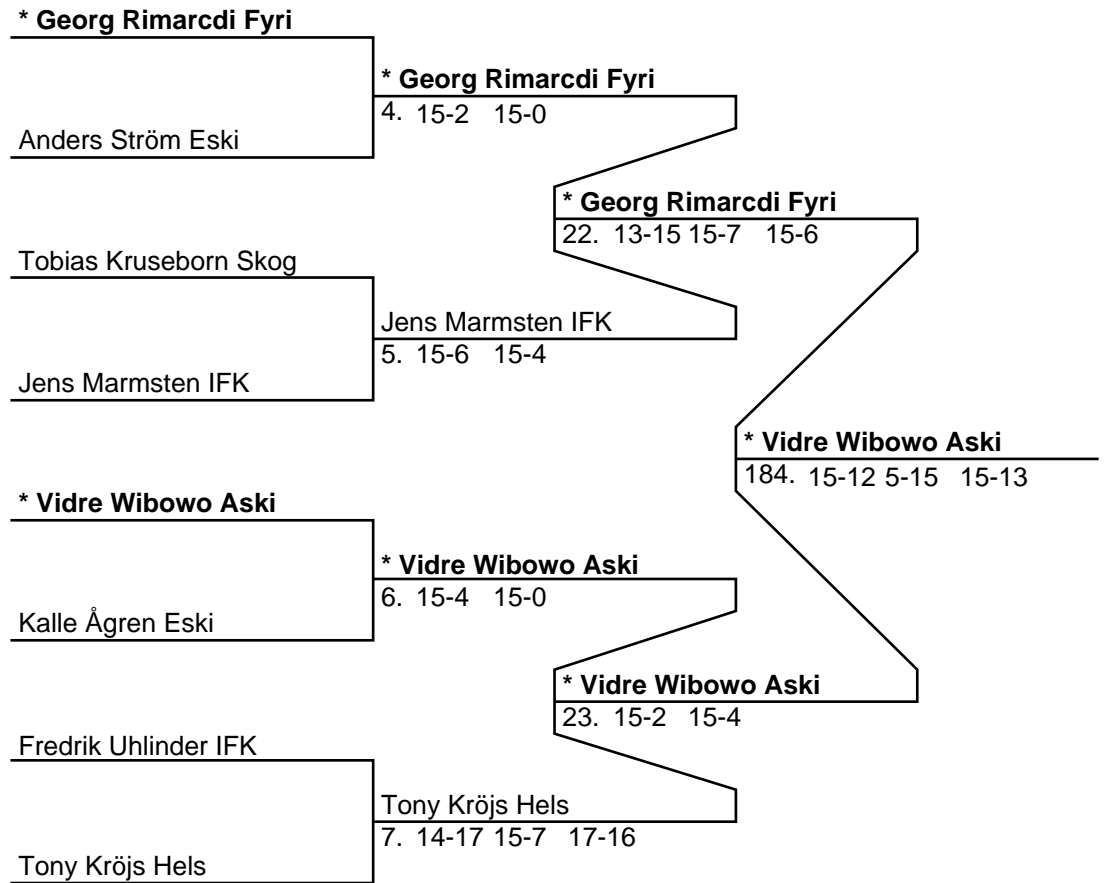 * Georg Rimarcdi Fyri
* Georg Rimarcdi Fyri
4. 15-2 15-0
Anders Ström Eski
* Georg Rimarcdi Fyri
22. 13-15 15-7 15-6
Tobias Kruseborn Skog
Jens Marmsten IFK
5. 15-6 15-4
Jens Marmsten IFK
* Vidre Wibowo Aski
184. 15-12 5-15 15-13
* Vidre Wibowo Aski
* Vidre Wibowo Aski
6. 15-4 15-0
Kalle Ågren Eski
* Vidre Wibowo Aski
23. 15-2 15-4
Fredrik Uhlinder IFK
Tony Kröjs Hels
7. 14-17 15-7 17-16
Tony Kröjs Hels